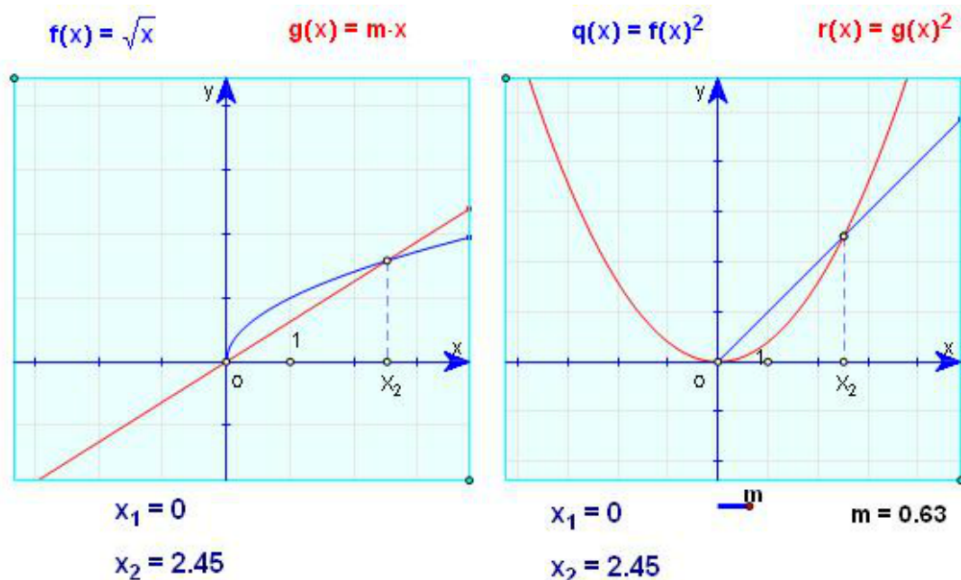 f(x) = √x g(x) = m·x q(x) = f(x)² r(x) = g(x)²
y y
1 x 1 x
o X₂ o X₂
m
x₁ = 0 x₁ = 0 m = 0.63
x₂ = 2.45 x₂ = 2.45